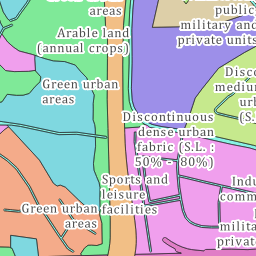 areas
public
military and
private units
Arable land
(annual crops)
Green urban
areas
Disco
medium
urb
(S.
Discontinuous
dense urban
fabric (S.L. :
50% - 80%)
Sports and
leisure
facilities
Green urban
areas
Indu
comm
p
milita
private